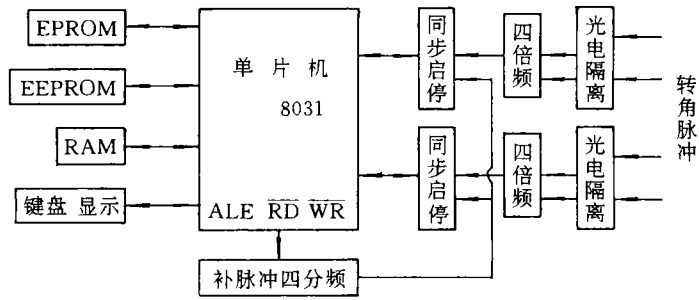 EPROM
EEPROM
RAM
键盘 显示
单片机
8031
ALE R̅D̅ W̅R̅
补脉冲四分频
同步启停
四倍频
光电隔离
同步启停
四倍频
光电隔离
转角脉冲